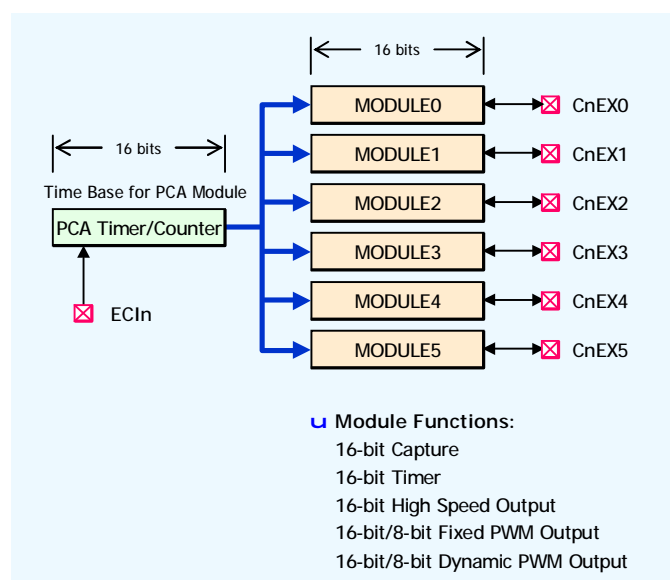 16 bits
MODULE0 CnEX0
16 bits
MODULE1 CnEX1
Time Base for PCA Module
MODULE2 CnEX2
PCA Timer/Counter
MODULE3 CnEX3
ECIn
MODULE4 CnEX4
MODULE5 CnEX5
u Module Functions:
16-bit Capture
16-bit Timer
16-bit High Speed Output
16-bit/8-bit Fixed PWM Output
16-bit/8-bit Dynamic PWM Output